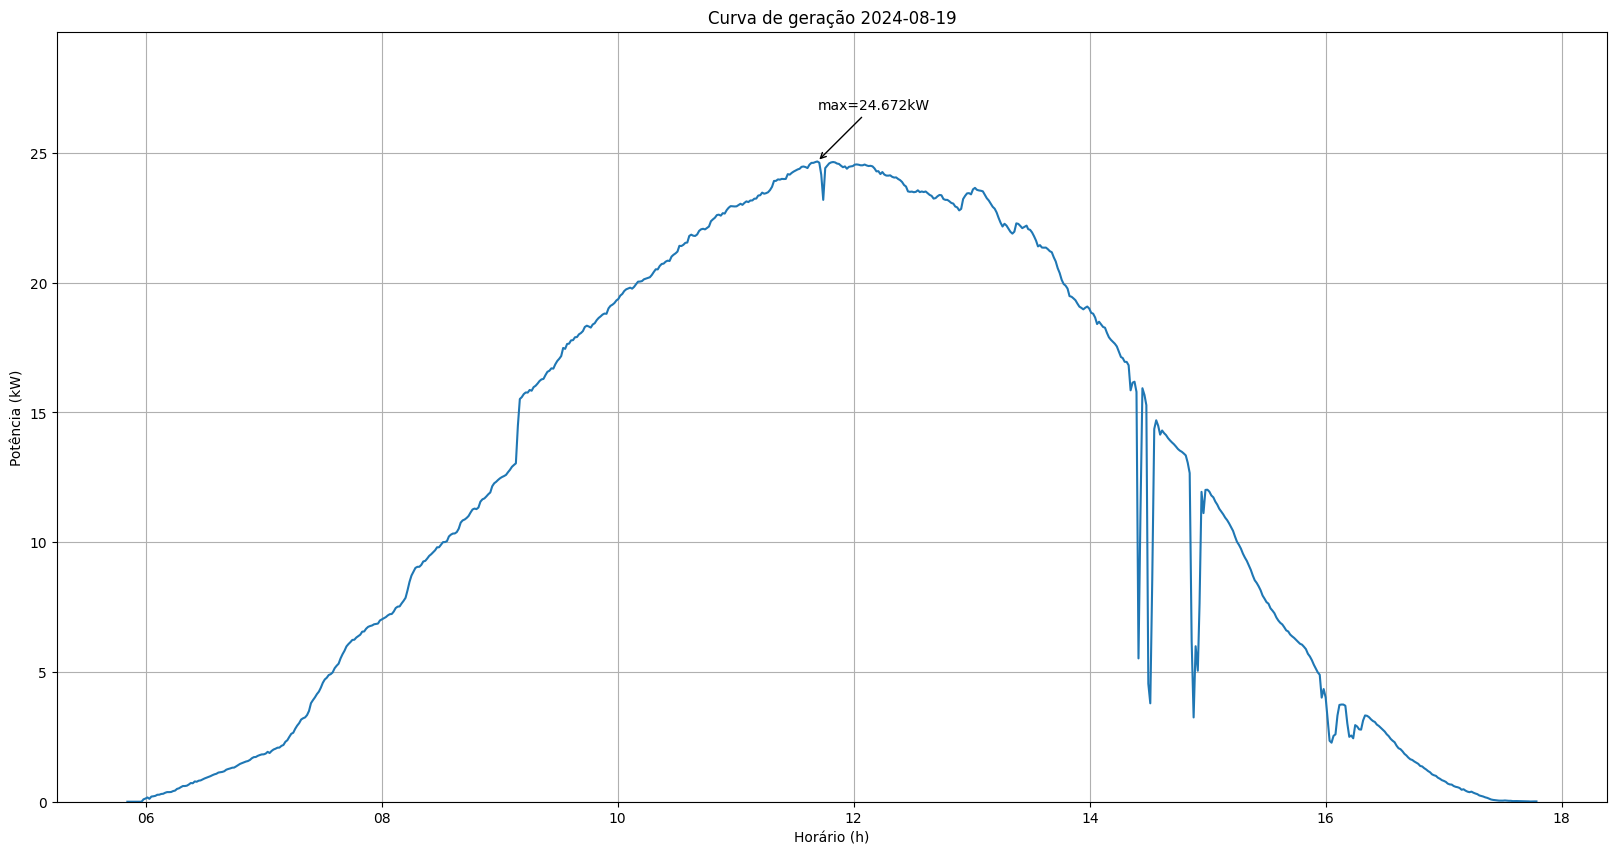 Curva de geração 2024-08-19
max=24.672kW
25
20
15
10
5
0
Potência (kW)
06 08 10 12 14 16 18
Horário (h)